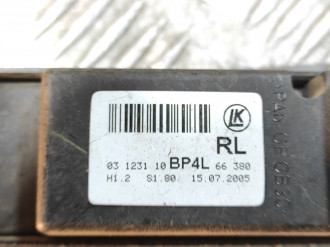 LK
RL
03 1231 10 BP4L 66 380
H1.2 S1.80 15.07.2005